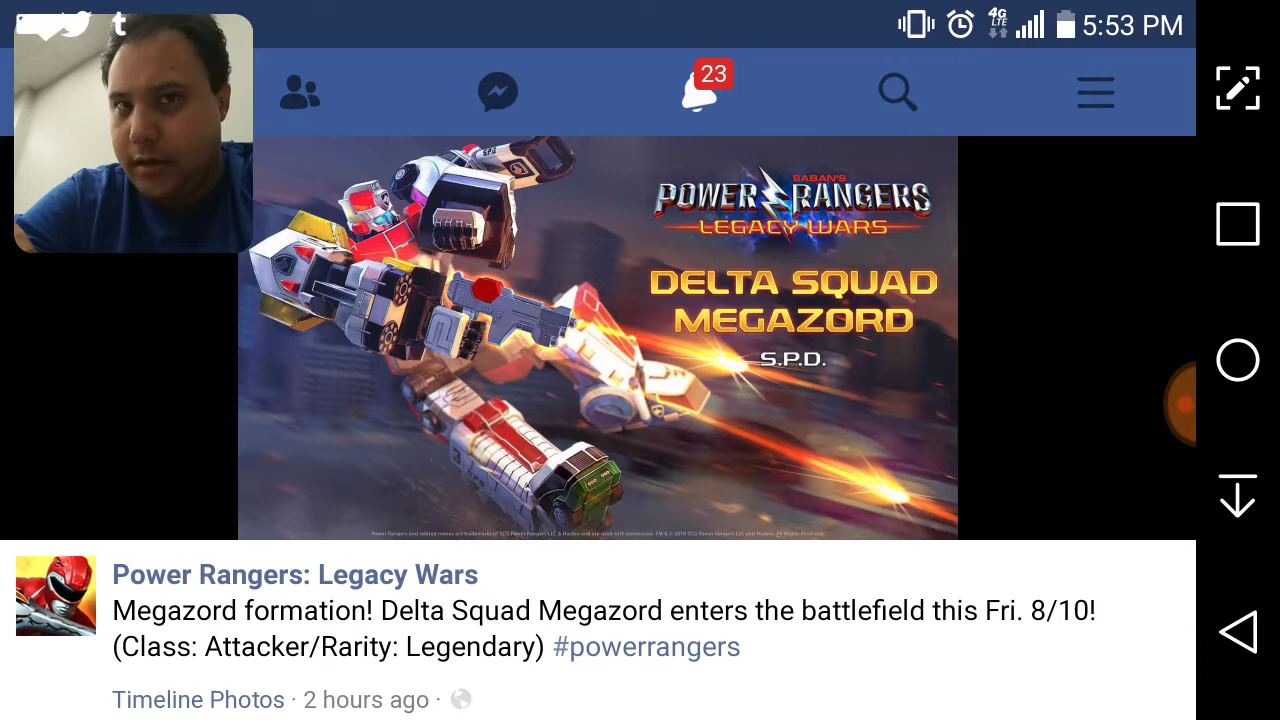 t
4G
LTE
5:53 PM
23
SABAN'S
POWER RANGERS
LEGACY WARS
DELTA SQUAD
MEGAZORD
S.P.D.
Power Rangers: Legacy Wars
Megazord formation! Delta Squad Megazord enters the battlefield this Fri. 8/10!
(Class: Attacker/Rarity: Legendary) #powerrangers
Timeline Photos · 2 hours ago ·